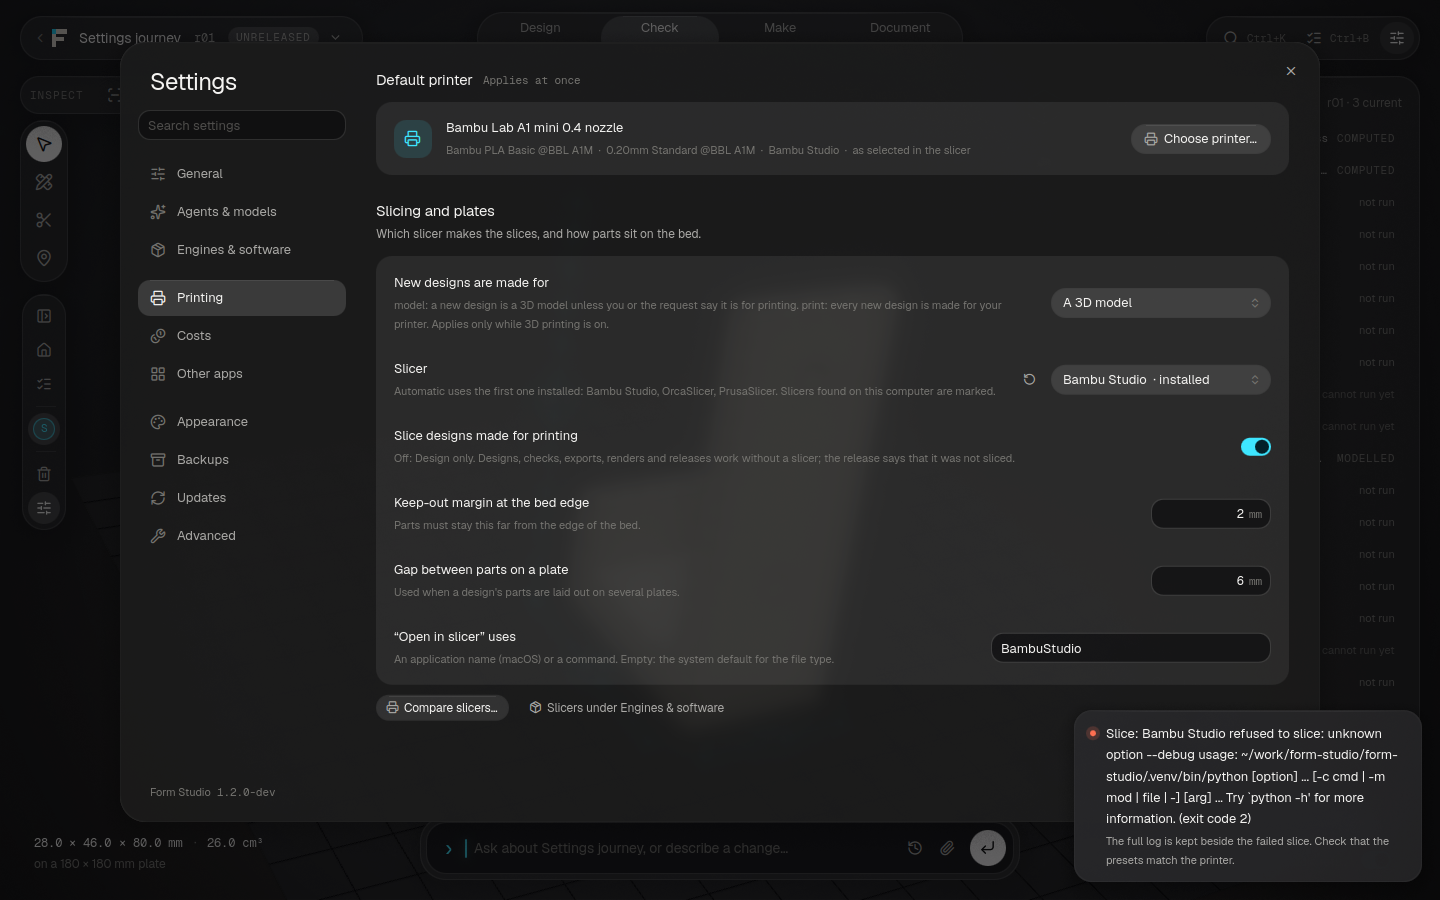 Settings journey r01 UNRELEASED
Design Check Make Document
Ctrl+K Ctrl+B
INSPECT
Settings
Search settings
General
Agents & models
Engines & software
Printing
Costs
Other apps
Appearance
Backups
Updates
Advanced
Form Studio 1.2.0-dev
Default printer Applies at once
Bambu Lab A1 mini 0.4 nozzle
Bambu PLA Basic @BBL A1M · 0.20mm Standard @BBL A1M · Bambu Studio · as selected in the slicer
Choose printer…
Slicing and plates
Which slicer makes the slices, and how parts sit on the bed.
New designs are made for
model: a new design is a 3D model unless you or the request say it is for printing. print: every new design is made for your
printer. Applies only while 3D printing is on.
A 3D model
Slicer
Automatic uses the first one installed: Bambu Studio, OrcaSlicer, PrusaSlicer. Slicers found on this computer are marked.
Bambu Studio · installed
Slice designs made for printing
Off: Design only. Designs, checks, exports, renders and releases work without a slicer; the release says that it was not sliced.
Keep-out margin at the bed edge
Parts must stay this far from the edge of the bed.
2 mm
Gap between parts on a plate
Used when a design's parts are laid out on several plates.
6 mm
“Open in slicer” uses
An application name (macOS) or a command. Empty: the system default for the file type.
BambuStudio
Compare slicers… Slicers under Engines & software
r01 · 3 current
COMPUTED
COMPUTED
not run
not run
not run
not run
not run
not run
cannot run yet
cannot run yet
MODELLED
not run
not run
not run
not run
not run
cannot run yet
not run
S
Slice: Bambu Studio refused to slice: unknown
option --debug usage: ~/work/form-studio/form-
studio/.venv/bin/python [option] … [-c cmd | -m
mod | file | -] [arg] … Try `python -h' for more
information. (exit code 2)
The full log is kept beside the failed slice. Check that the
presets match the printer.
28.0 × 46.0 × 80.0 mm · 26.0 cm³
on a 180 × 180 mm plate
Ask about Settings journey, or describe a change…